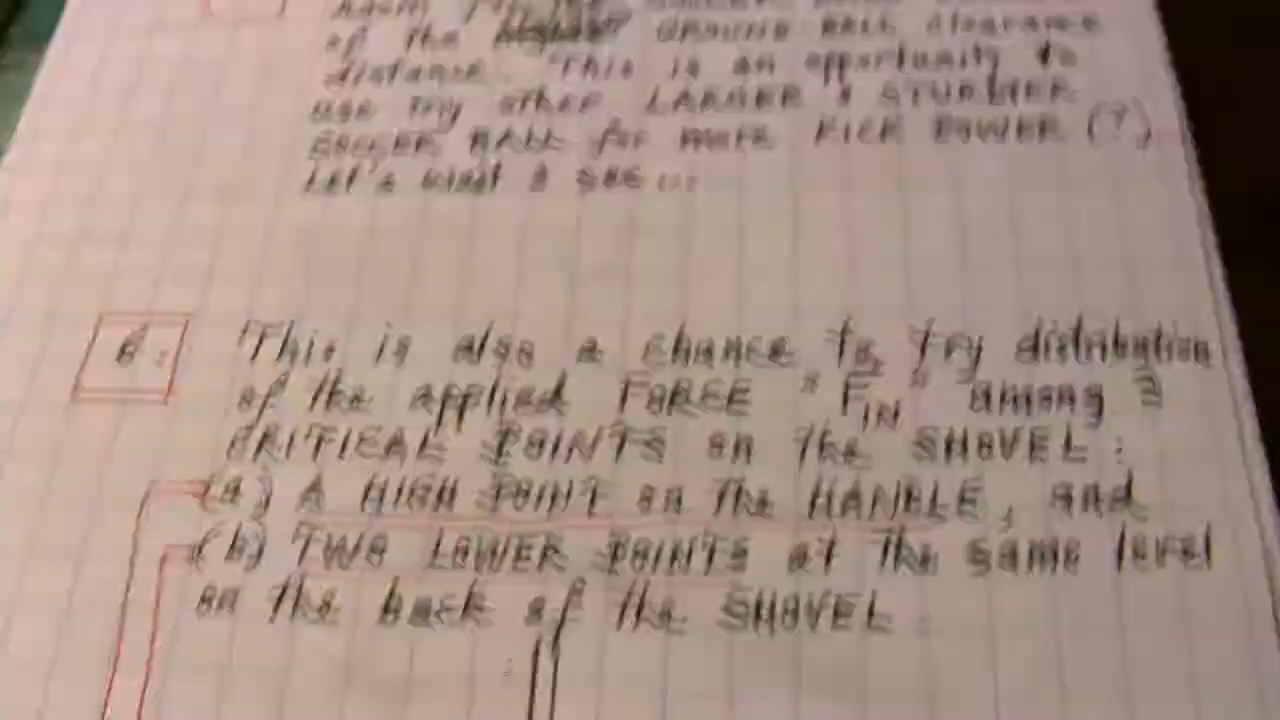 of the GROUND BALL clearance
distance. This is an opportunity to
use my other LARGER & STURDIER
SOCCER BALL for more KICK POWER (?)
Let's wait & see...
6. This is also a chance to try distribution
of the applied FORCE "F_IN" among 3
CRITICAL POINTS on the SHOVEL:
(a) A HIGH POINT on the HANDLE, and
(b) TWO LOWER POINTS at the same level
on the back of the SHOVEL.